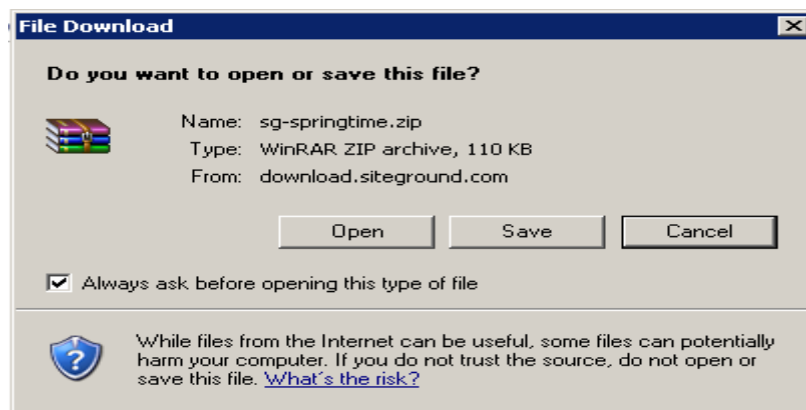 File Download
Do you want to open or save this file?
Name: sg-springtime.zip
Type: WinRAR ZIP archive, 110 KB
From: download.siteground.com
Open Save Cancel
Always ask before opening this type of file
While files from the Internet can be useful, some files can potentially
harm your computer. If you do not trust the source, do not open or
save this file. What's the risk?